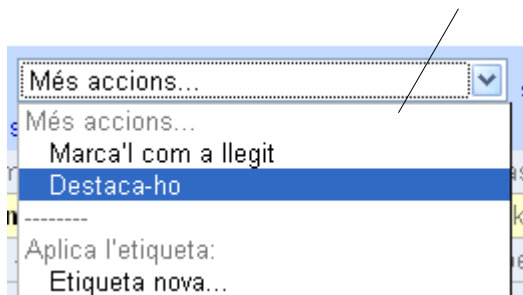 Més accions...
Més accions...
Marca'l com a llegit
Destaca-ho
--------
Aplica l'etiqueta:
Etiqueta nova...